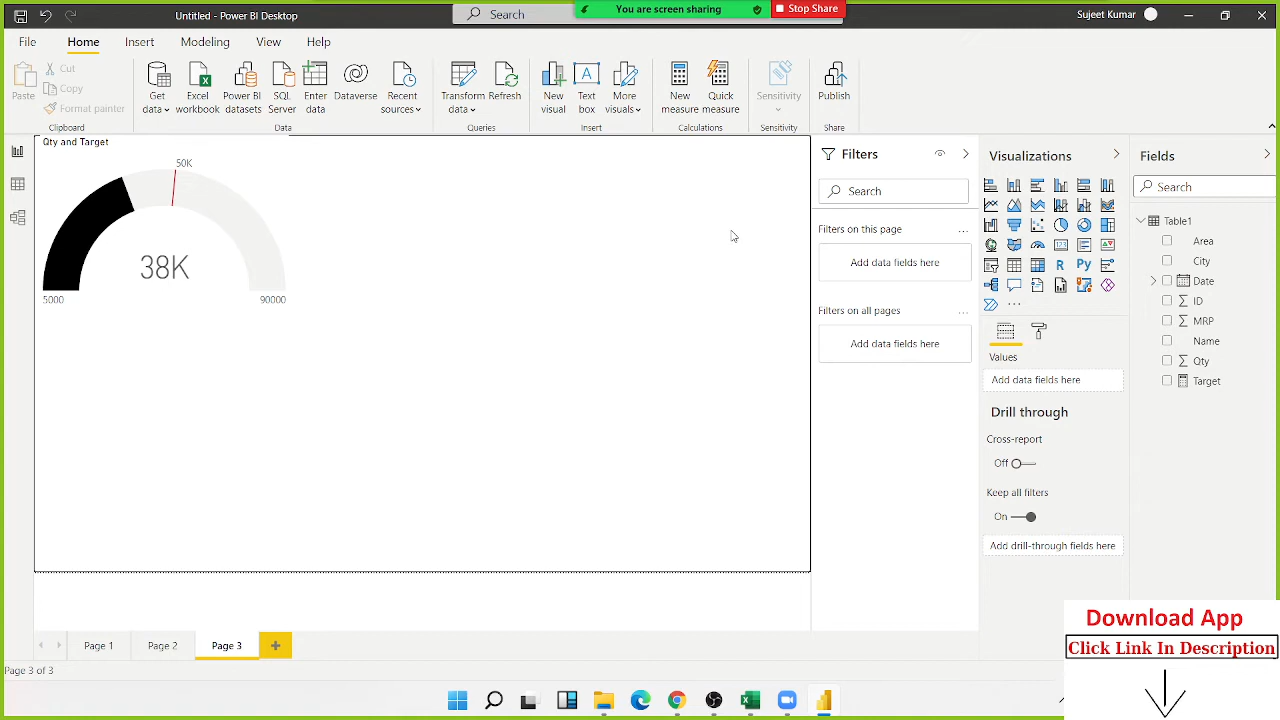 Untitled - Power BI Desktop
Search
You are screen sharing
Stop Share
Sujeet Kumar
File
Home
Insert
Modeling
View
Help
Paste
Cut
Copy
Format painter
Clipboard
Get data
Excel workbook
Power BI datasets
SQL Server
Enter data
Dataverse
Recent sources
Data
Transform data
Refresh
Queries
New visual
Text box
More visuals
Insert
New measure
Quick measure
Calculations
Sensitivity
Sensitivity
Publish
Share
Qty and Target
50K
38K
5000
90000
Filters
Search
Filters on this page
...
Add data fields here
Filters on all pages
...
Add data fields here
Visualizations
R
Py
123
...
Values
Add data fields here
Drill through
Cross-report
Off
Keep all filters
On
Add drill-through fields here
Fields
Search
Table1
Area
City
Date
ID
MRP
Name
Qty
Target
Page 1
Page 2
Page 3
Page 3 of 3
Download App
Click Link In Description